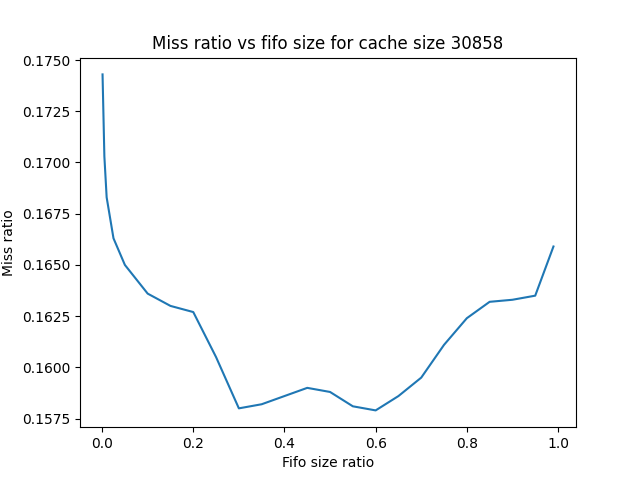 Miss ratio vs fifo size for cache size 30858
0.1750
0.1725
0.1700
0.1675
0.1650
0.1625
0.1600
0.1575
Miss ratio
0.0 0.2 0.4 0.6 0.8 1.0
Fifo size ratio